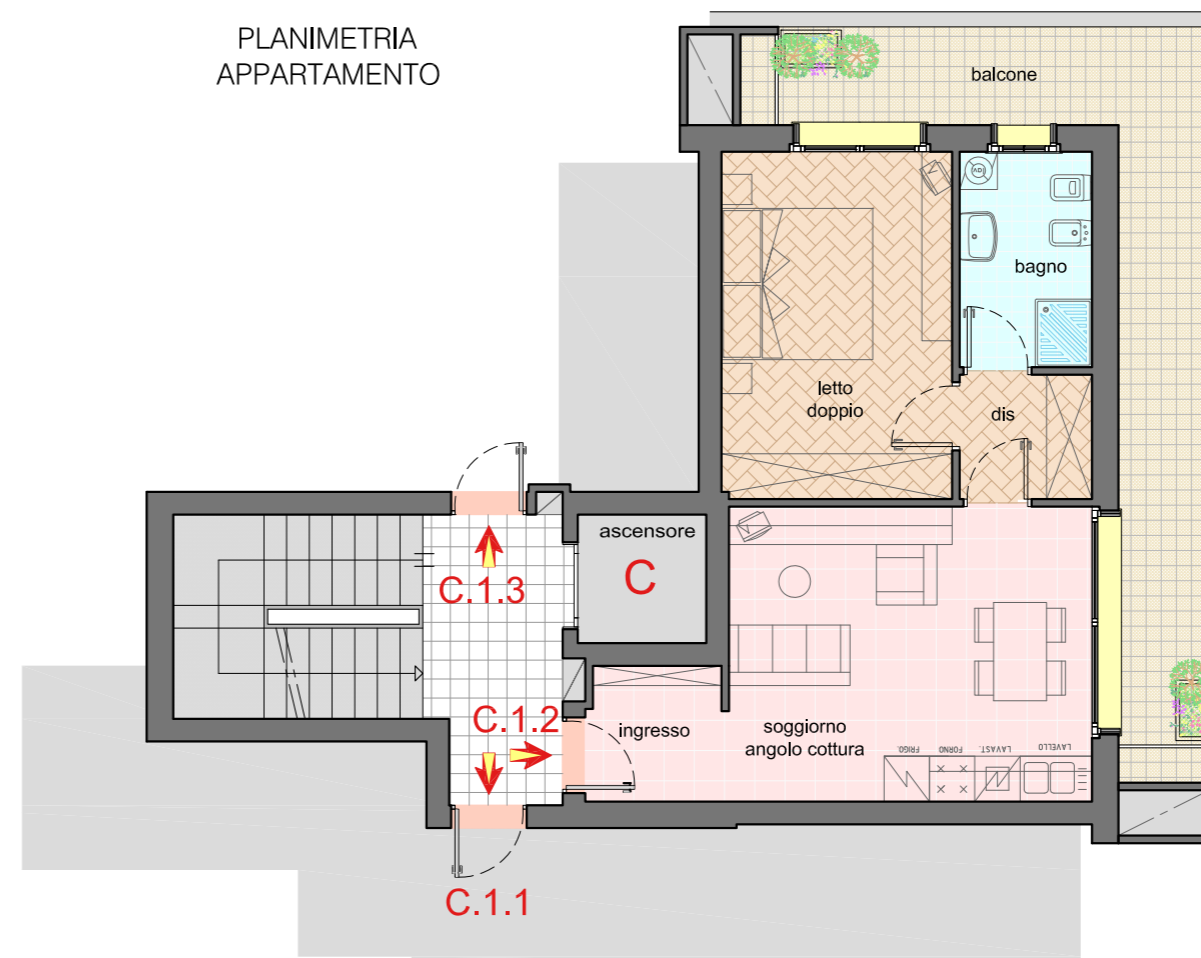 PLANIMETRIA
APPARTAMENTO
balcone
bagno
letto
doppio
dis
ascensore
C
C.1.3
C.1.2
ingresso
soggiorno
angolo cottura
FRIGO.
FORNO
LAVAST.
LAVELLO
C.1.1